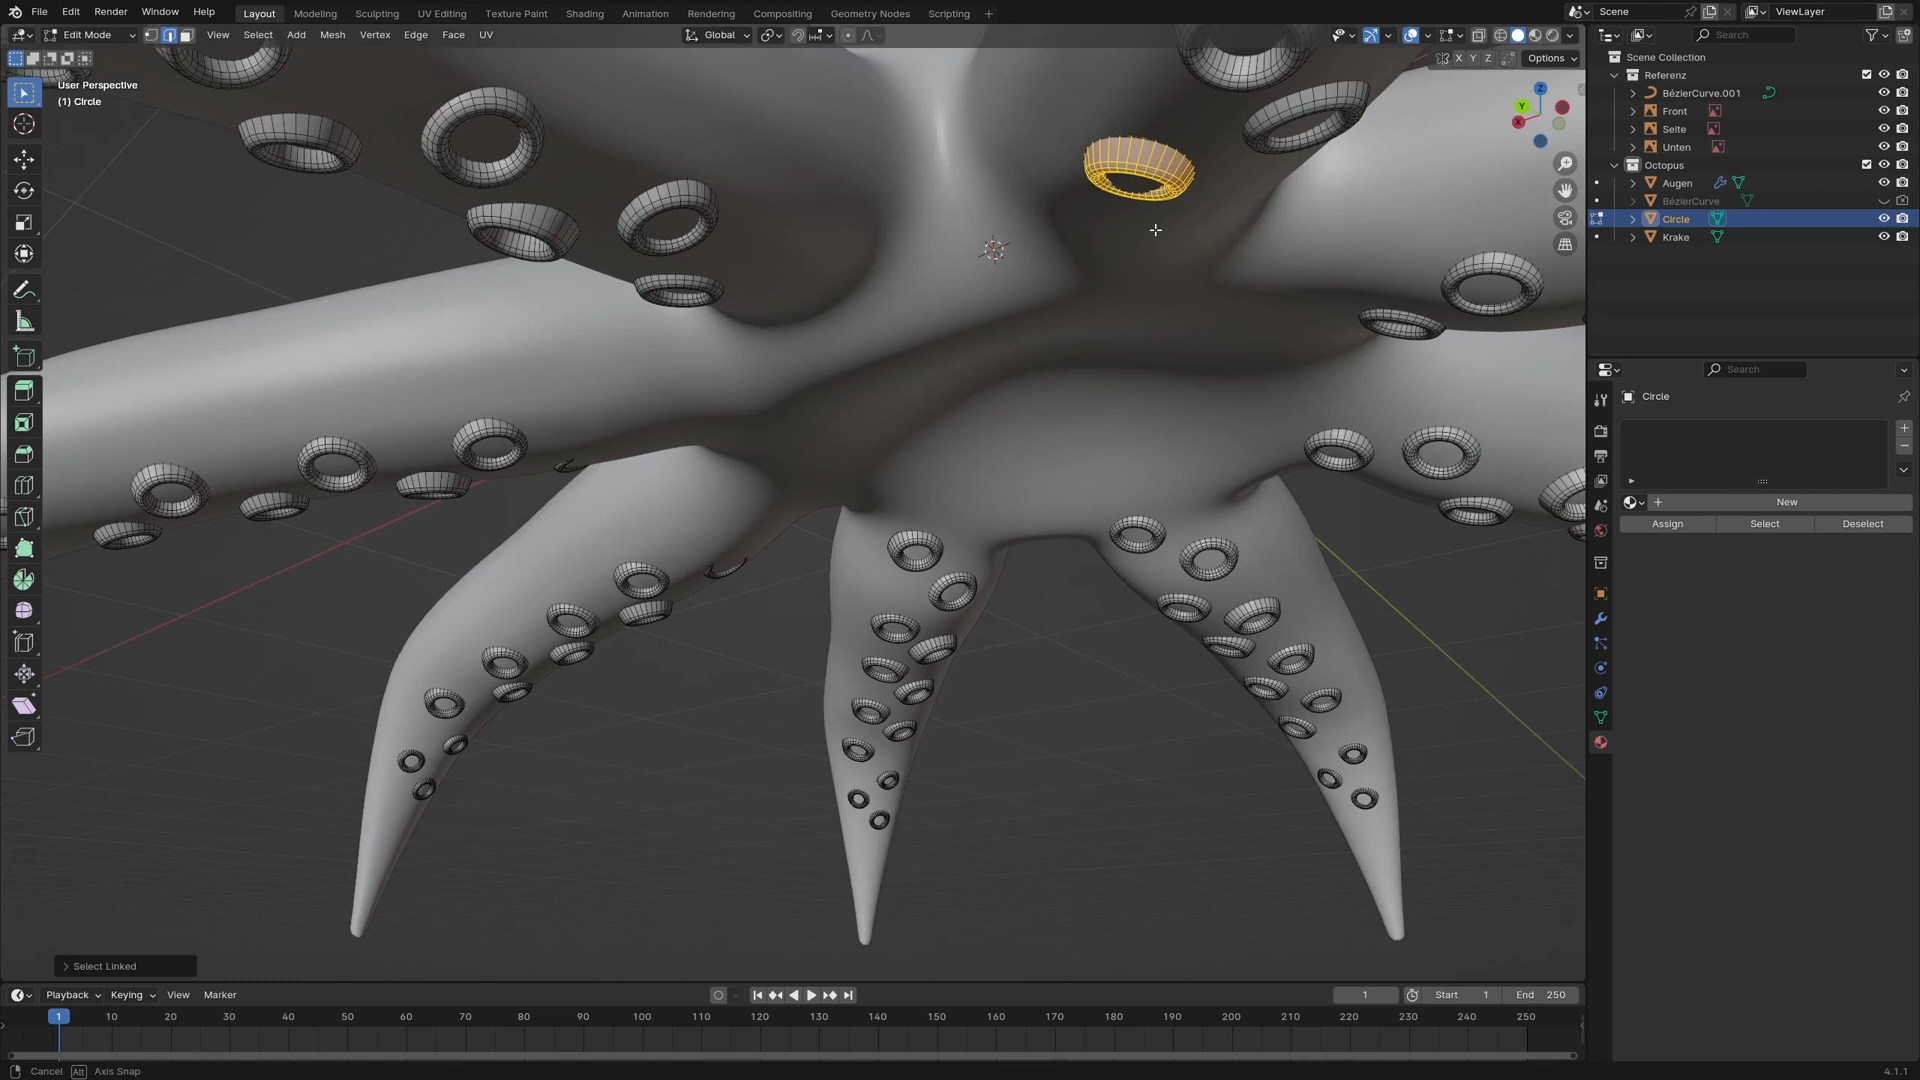 File Edit Render Window Help Layout Modeling Sculpting UV Editing Texture Paint Shading Animation Rendering Compositing Geometry Nodes Scripting + Scene ViewLayer
Edit Mode View Select Add Mesh Vertex Edge Face UV Global Search
X Y Z Options
User Perspective
(1) Circle
Z
Y
X
Scene Collection
Referenz
BézierCurve.001
Front
Seite
Unten
Octopus
Augen
BézierCurve
Circle
Krake
Search
Circle
+ New
Assign Select Deselect
Select Linked
Playback Keying View Marker 1 Start 1 End 250
1 10 20 30 40 50 60 70 80 90 100 110 120 130 140 150 160 170 180 190 200 210 220 230 240 250
Cancel Alt Axis Snap 4.1.1